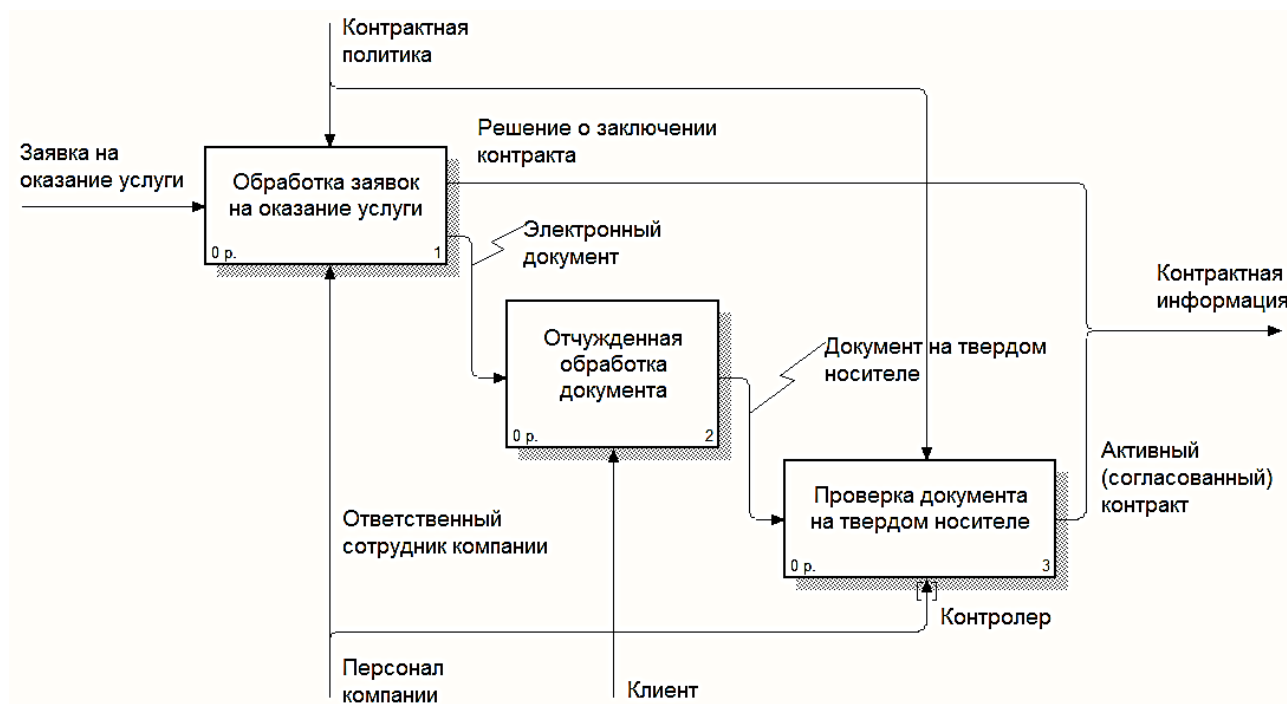 Контрактная
политика
Решение о заключении
контракта
Заявка на
оказание услуги
Обработка заявок
на оказание услуги
0 р.
1
Электронный
документ
Контрактная
информация
Отчужденная
обработка
документа
0 р.
2
Документ на твердом
носителе
Активный
(согласованный)
контракт
Проверка документа
на твердом носителе
0 р.
3
Ответственный
сотрудник компании
Контролер
Персонал
компании
Клиент